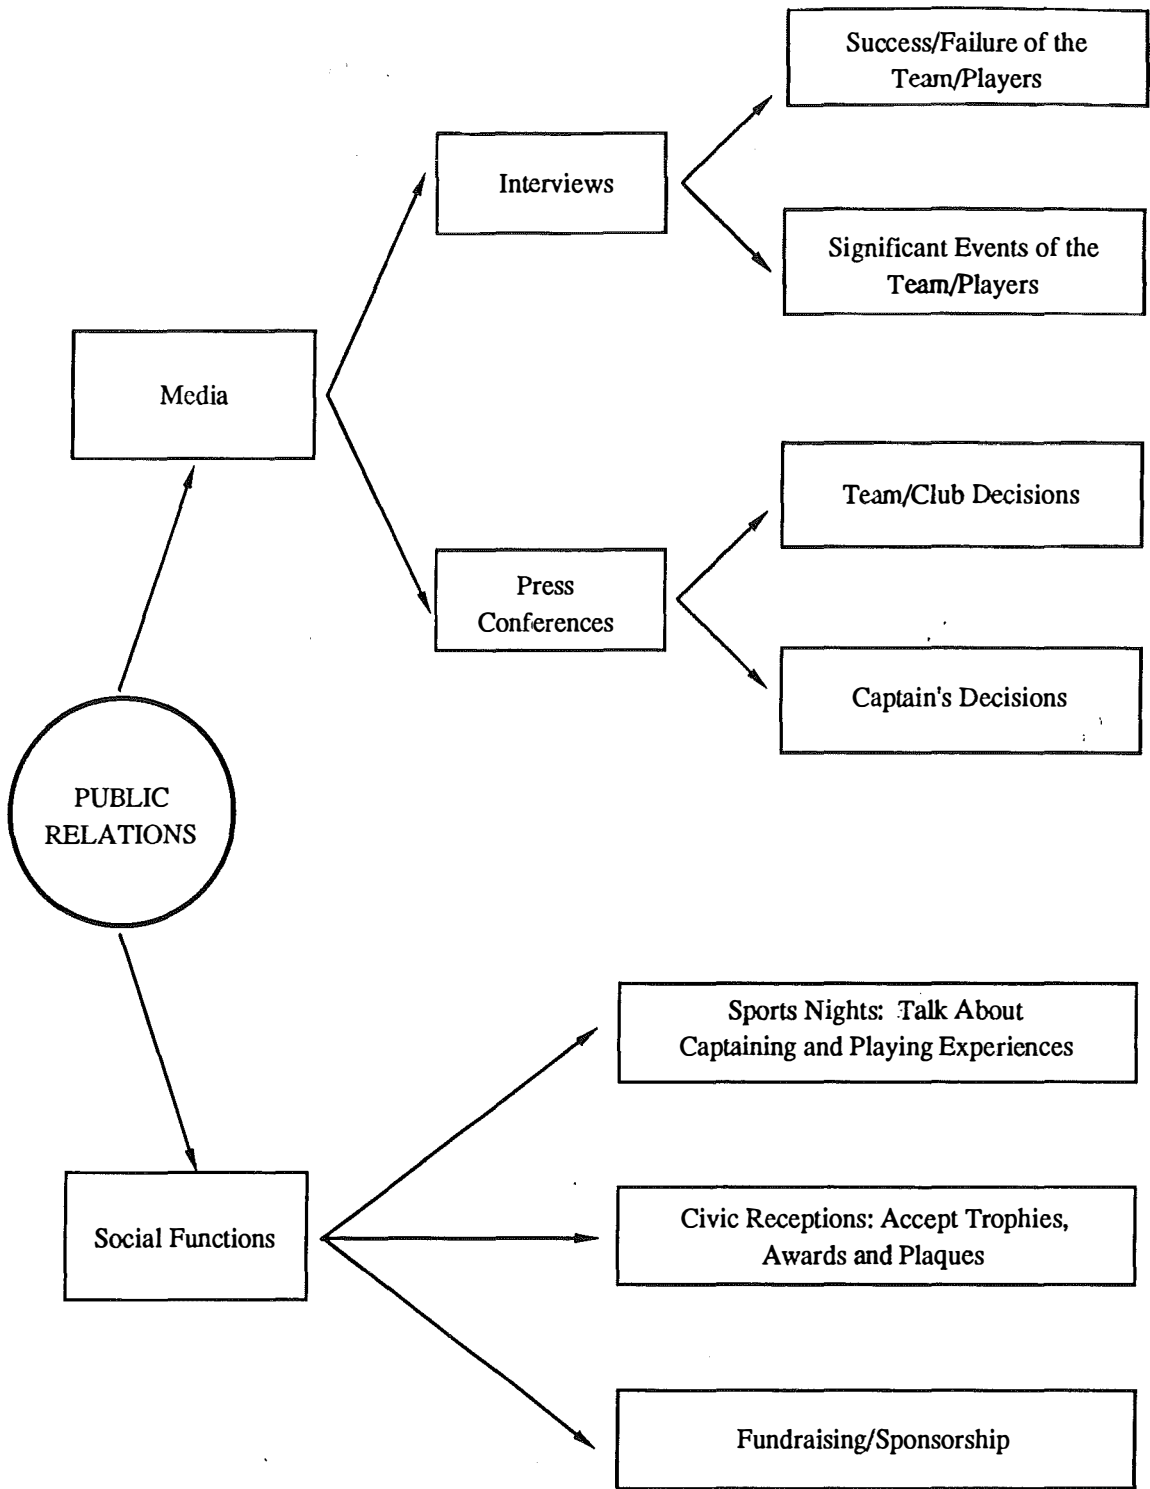 Success/Failure of the
Team/Players
Interviews
Significant Events of the
Team/Players
Media
Team/Club Decisions
Press
Conferences
Captain's Decisions
PUBLIC
RELATIONS
Sports Nights: Talk About
Captaining and Playing Experiences
Social Functions
Civic Receptions: Accept Trophies,
Awards and Plaques
Fundraising/Sponsorship